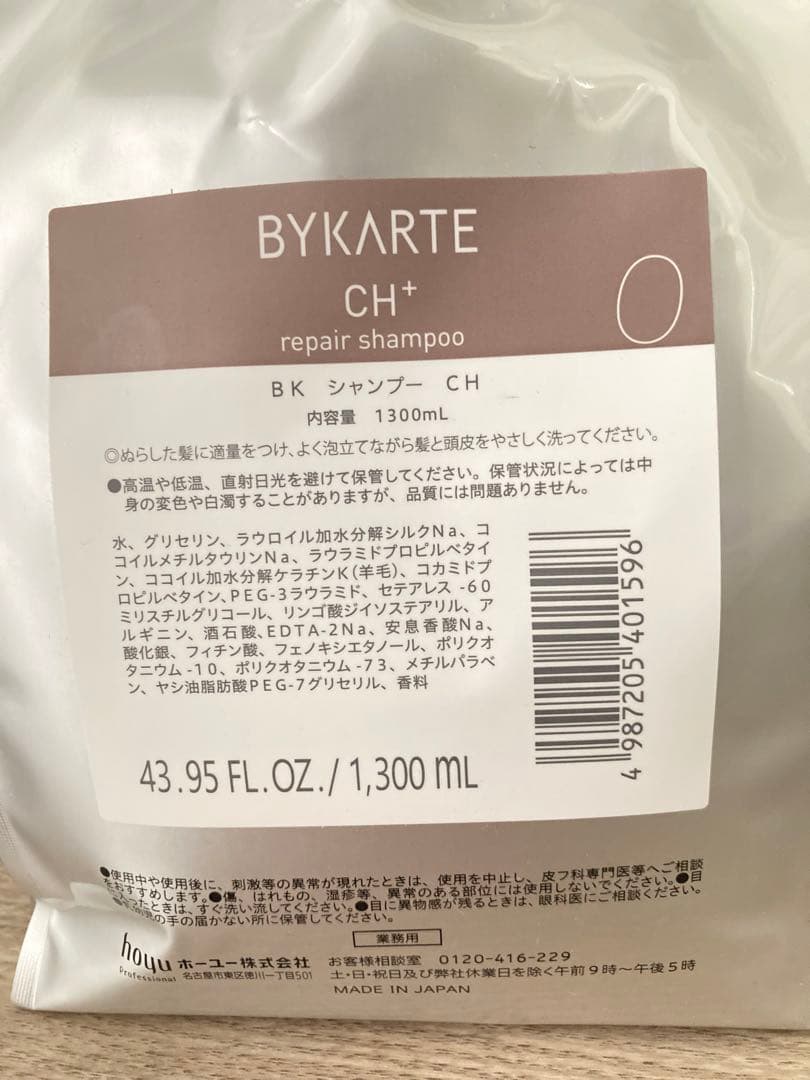 BYKARTE
CH+
repair shampoo
BK シャンプー CH
内容量 1300mL
◎ぬらした髪に適量をつけ、よく泡立てながら髪と頭皮をやさしく洗ってください。
●高温や低温、直射日光を避けて保管してください。保管状況によっては中
身の変色や白濁することがありますが、品質には問題ありません。
水、グリセリン、ラウロイル加水分解シルクNa、コ
コイルメチルタウリンNa、ラウラミドプロピルベタイ
ン、ココイル加水分解ケラチンK(羊毛)、コカミドプ
ロピルベタイン、PEG-3ラウラミド、セテアレス-60
ミリスチルグリコール、リンゴ酸ジイソステアリル、ア
ルギニン、酒石酸、EDTA-2Na、安息香酸Na、
酸化銀、フィチン酸、フェノキシエタノール、ポリクオ
タニウム-10、ポリクオタニウム-73、メチルパラベ
ン、ヤシ油脂肪酸PEG-7グリセリル、香料
4 987205 401596
43.95 FL.OZ./1,300 mL
●使用中や使用後に、刺激等の異常が現れたときは、使用を中止し、皮フ科専門医等へご相談
をおすすめします。●傷、はれもの、湿疹等、異常のある部位には使用しないでください。●目
に入ったときは、すぐ洗い流してください。●目に異物感が残るときは、眼科医にご相談ください。
の手の届かない所に保管してください。
業務用
hoyu
Professional
ホーユー株式会社
名古屋市東区徳川一丁目501
お客様相談室 0120-416-229
土・日・祝日及び弊社休業日を除く午前9時～午後5時
MADE IN JAPAN